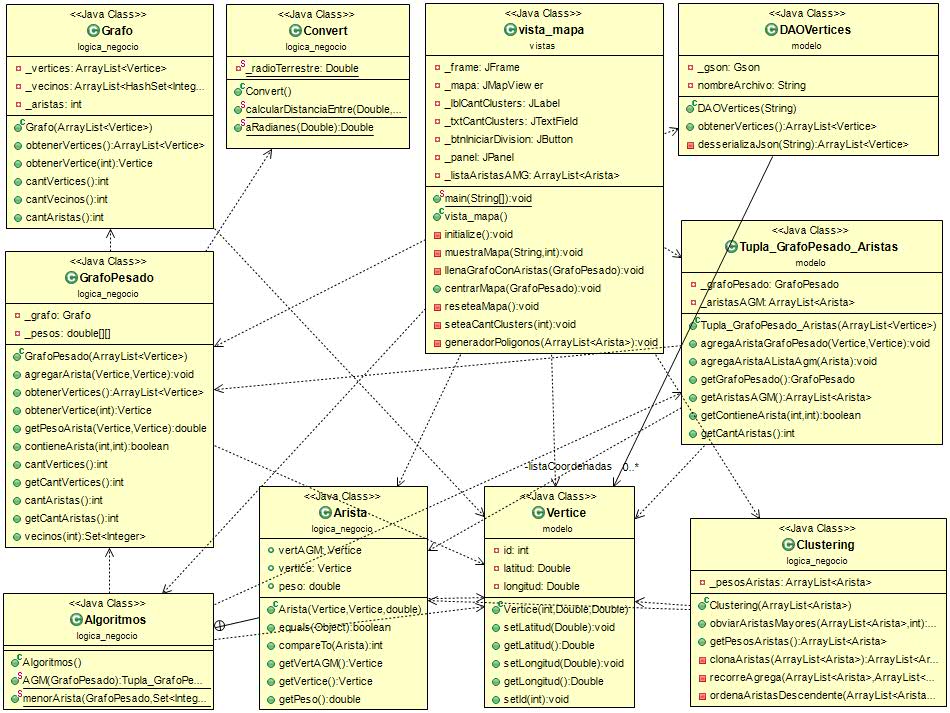 <<Java Class>>
Grafo
logica_negocio
_vertices: ArrayList<Vertice>
_vecinos: ArrayList<HashSet<Integ...
_aristas: int
Grafo(ArrayList<Vertice>)
obtenerVertices():ArrayList<Vertice>
obtenerVertice(int):Vertice
cantVertices():int
cantVecinos():int
cantAristas():int
<<Java Class>>
Convert
logica_negocio
_radioTerrestre: Double
Convert()
calcularDistanciaEntre(Double,...
aRadianes(Double):Double
<<Java Class>>
vista_mapa
vistas
_frame: JFrame
_mapa: JMapViewer
_lblCantClusters: JLabel
_txtCantClusters: JTextField
_btnIniciarDivision: JButton
_panel: JPanel
_listaAristasAMG: ArrayList<Arista>
main(String[]):void
vista_mapa()
initialize():void
muestraMapa(String,int):void
llenaGrafoConAristas(GrafoPesado):void
centrarMapa(GrafoPesado):void
reseteaMapa():void
seteaCantClusters(int):void
generadorPoligonos(ArrayList<Arista>):void
<<Java Class>>
DAOVertices
modelo
_gson: Gson
nombreArchivo: String
DAOVertices(String)
obtenerVertices():ArrayList<Vertice>
desserializaJson(String):ArrayList<Vertice>
<<Java Class>>
Tupla_GrafoPesado_Aristas
modelo
_grafoPesado: GrafoPesado
_aristasAGM: ArrayList<Arista>
Tupla_GrafoPesado_Aristas(ArrayList<Vertice>)
agregaAristaGrafoPesado(Vertice,Vertice):void
agregaAristaAListaAgm(Arista):void
getGrafoPesado():GrafoPesado
getAristasAGM():ArrayList<Arista>
getContieneArista(int,int):boolean
getCantAristas():int
<<Java Class>>
GrafoPesado
logica_negocio
_grafo: Grafo
_pesos: double[][]
GrafoPesado(ArrayList<Vertice>)
agregarArista(Vertice,Vertice):void
obtenerVertices():ArrayList<Vertice>
obtenerVertice(int):Vertice
getPesoArista(Vertice,Vertice):double
contieneArista(int,int):boolean
cantVertices():int
getCantVertices():int
cantAristas():int
getCantAristas():int
vecinos(int):Set<Integer>
-listaCoordenadas 0..*
<<Java Class>>
Arista
logica_negocio
vertAGM: Vertice
vertice: Vertice
peso: double
Arista(Vertice,Vertice,double)
equals(Object):boolean
compareTo(Arista):int
getVertAGM():Vertice
getVertice():Vertice
getPeso():double
<<Java Class>>
Vertice
modelo
id: int
latitud: Double
longitud: Double
Vertice(int,Double,Double)
setLatitud(Double):void
getLatitud():Double
setLongitud(Double):void
getLongitud():Double
setId(int):void
<<Java Class>>
Clustering
logica_negocio
_pesosAristas: ArrayList<Arista>
Clustering(ArrayList<Arista>)
obviarAristasMayores(ArrayList<Arista>,int):...
getPesosAristas():ArrayList<Arista>
clonaAristas(ArrayList<Arista>):ArrayList<Ar...
recorreAgrega(ArrayList<Arista>,ArrayList<...
ordenaAristasDescendente(ArrayList<Arista...
<<Java Class>>
Algoritmos
logica_negocio
Algoritmos()
AGM(GrafoPesado):Tupla_GrafoPe...
menorArista(GrafoPesado,Set<Integ...